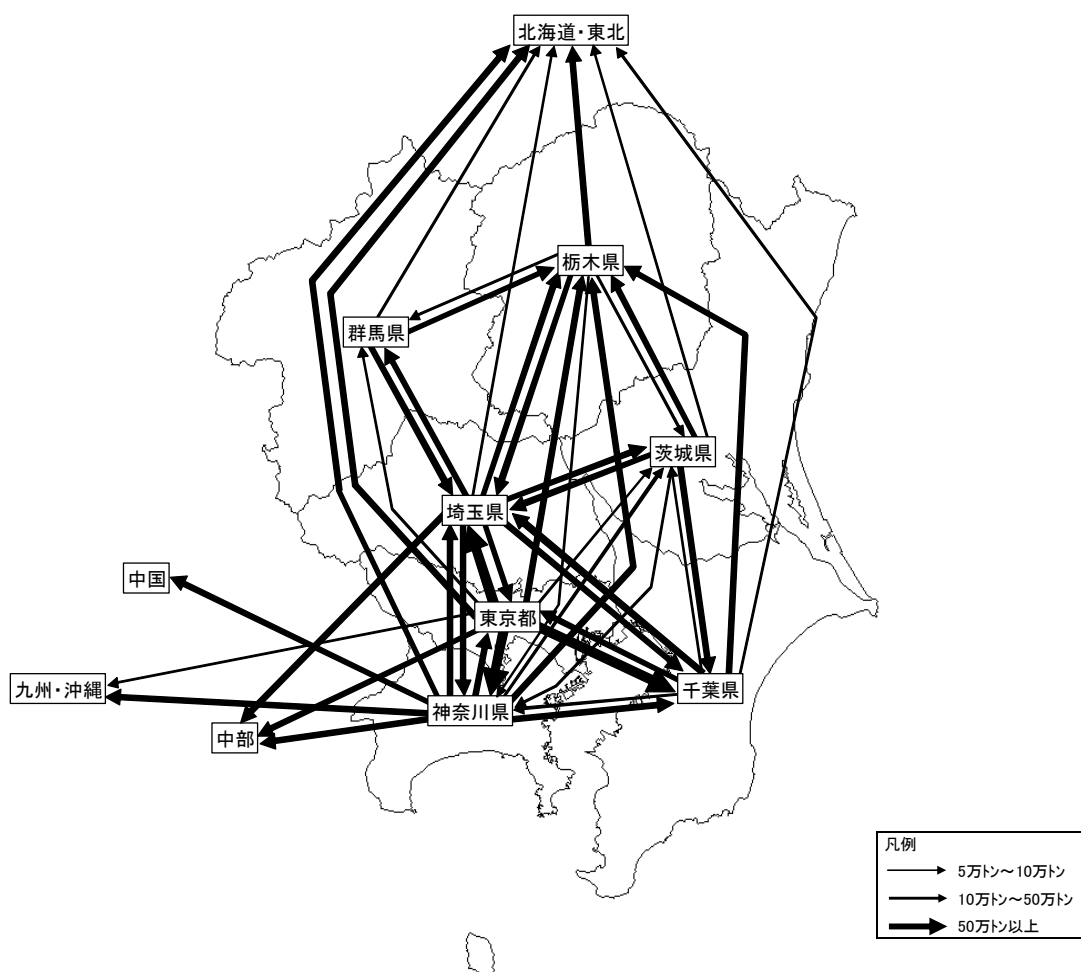 北海道・東北
栃木県
群馬県
茨城県
埼玉県
中国
東京都
九州・沖縄
千葉県
神奈川県
中部
凡例
5万トン～10万トン
10万トン～50万トン
50万トン以上